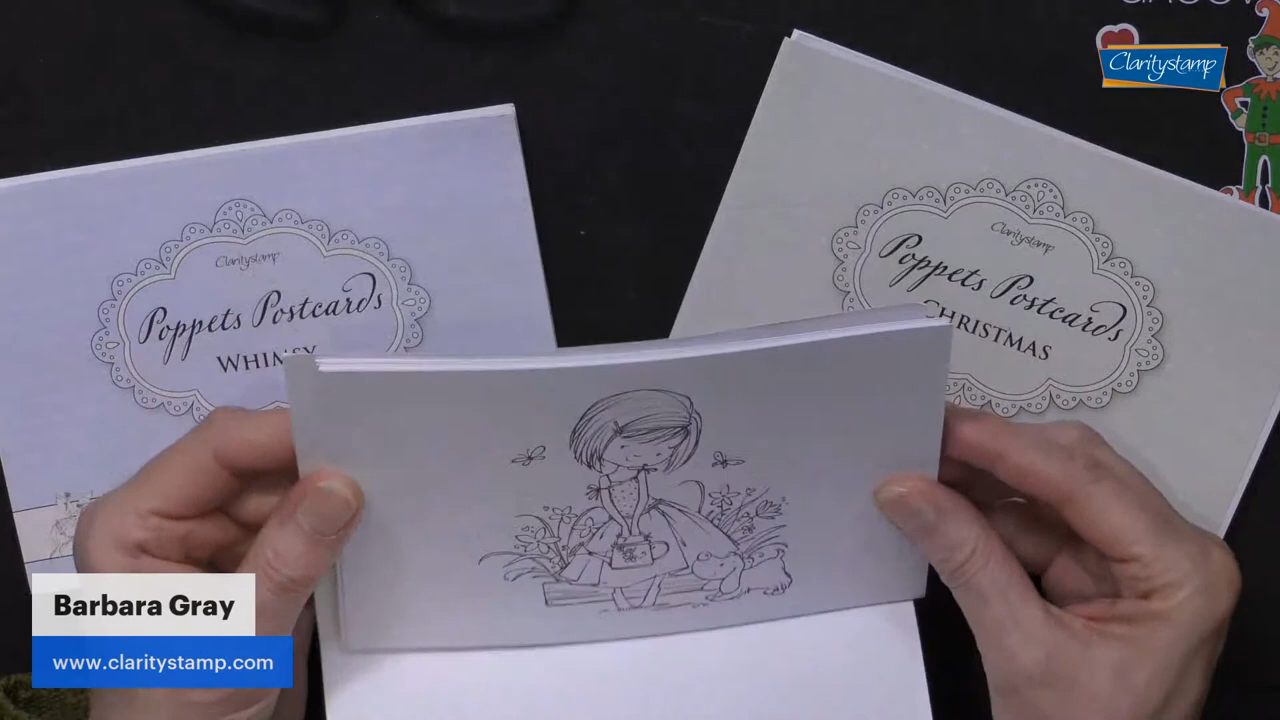 Claritystamp
Claritystamp
Poppets Postcards
WHIMSY
Claritystamp
Poppets Postcards
CHRISTMAS
Barbara Gray
www.claritystamp.com